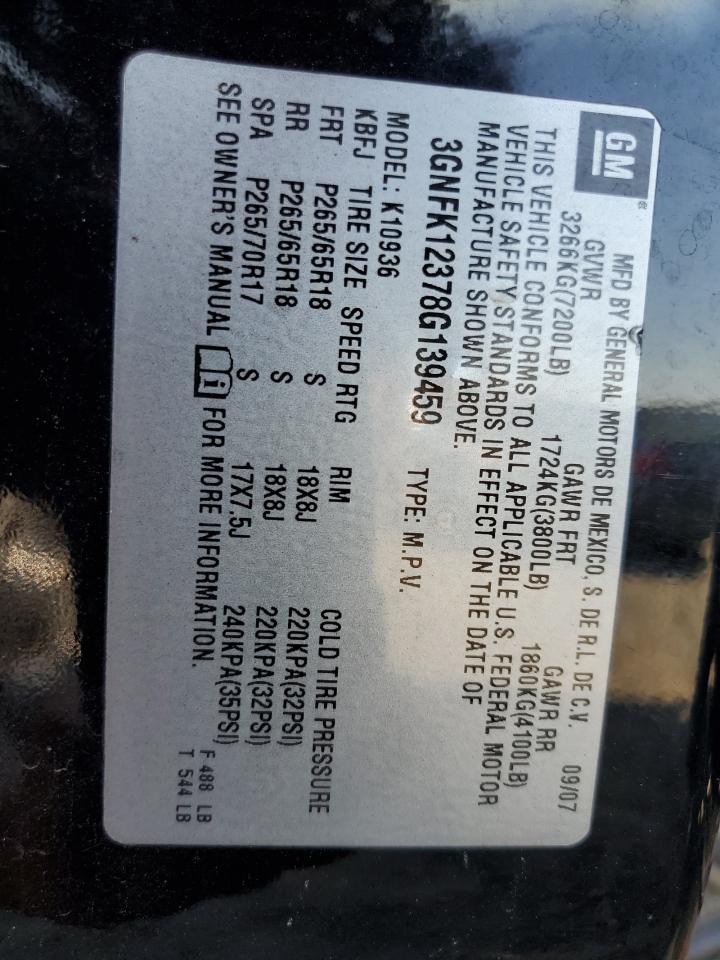 GM
MFD BY GENERAL MOTORS DE MEXICO, S. DE R.L. DE C.V. 09/07
GVWR GAWR FRT GAWR RR
3266KG(7200LB) 1724KG(3800LB) 1860KG(4100LB)
THIS VEHICLE CONFORMS TO ALL APPLICABLE U.S. FEDERAL MOTOR
VEHICLE SAFETY STANDARDS IN EFFECT ON THE DATE OF
MANUFACTURE SHOWN ABOVE.
3GNFK12378G139459 TYPE: M.P.V.
MODEL: K10936
KBFJ TIRE SIZE SPEED RTG RIM COLD TIRE PRESSURE
FRT P265/65R18 S 18X8J 220KPA(32PSI)
RR P265/65R18 S 18X8J 220KPA(32PSI)
SPA P265/70R17 S 17X7.5J 240KPA(35PSI)
SEE OWNER'S MANUAL FOR MORE INFORMATION.
F 488 LB
T 544 LB